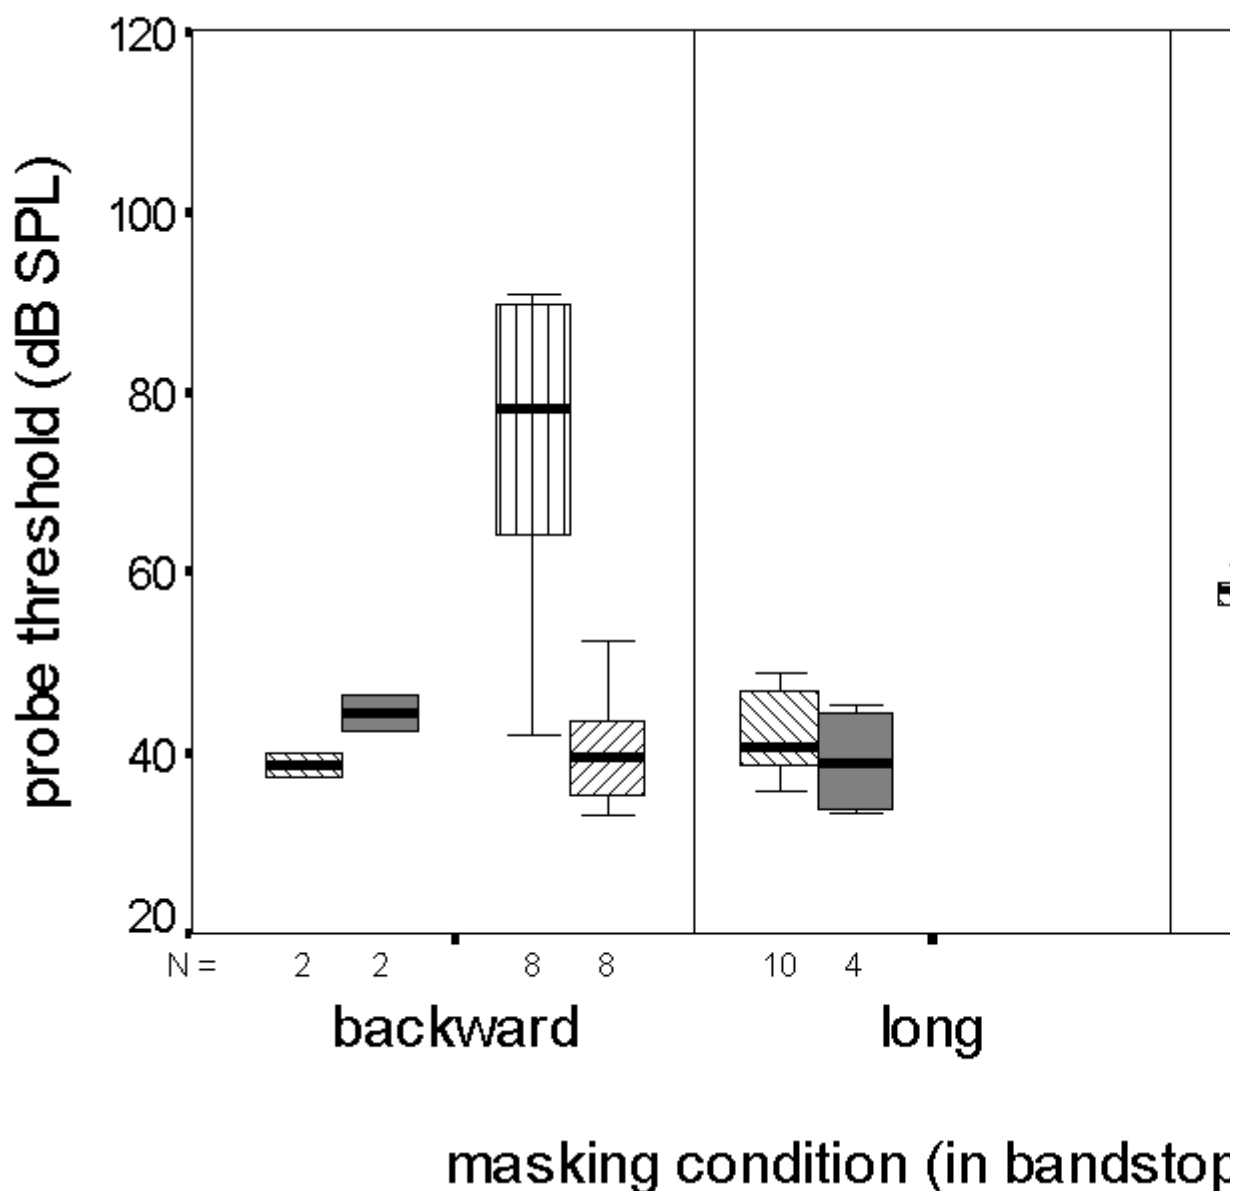 probe threshold (dB SPL)
120
100
80
60
40
20
N = 2 2 8 8 10 4
backward long
masking condition (in bandstop